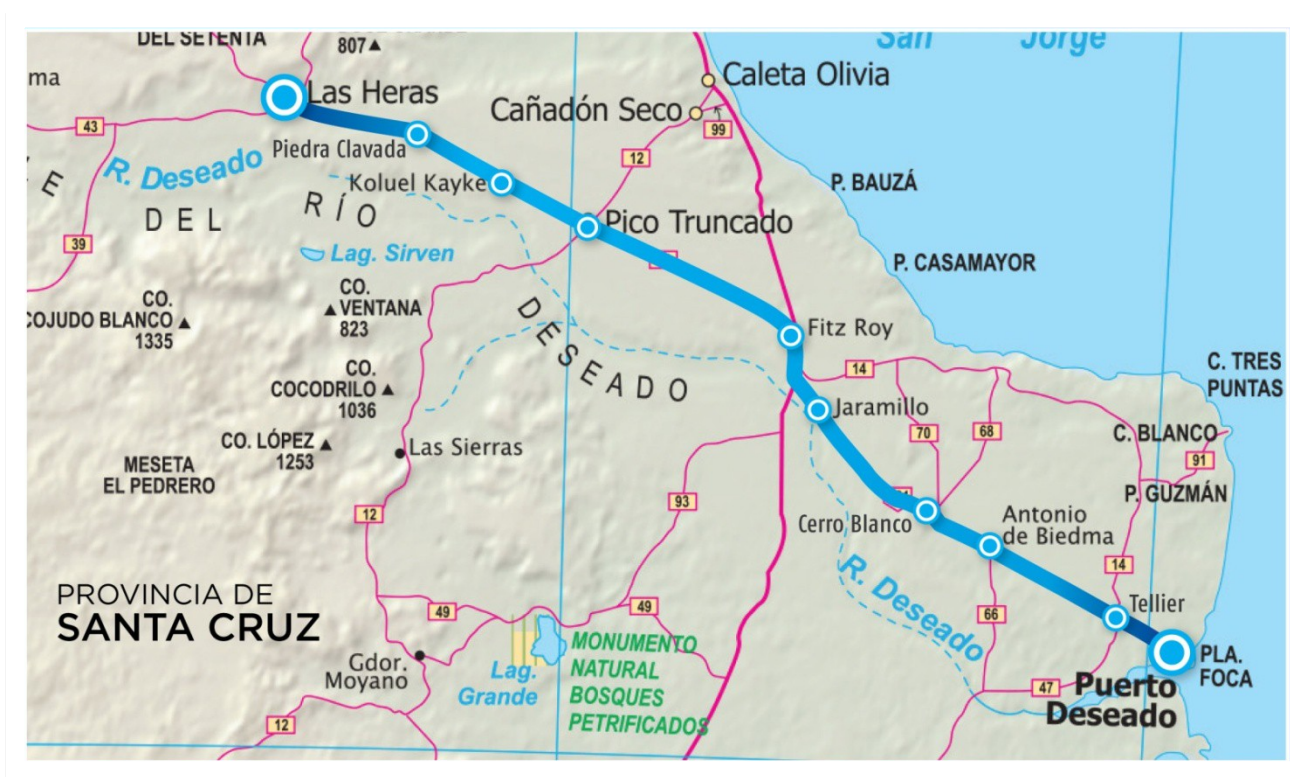 DEL SETENTA
807
San Jorge
ma
Las Heras
Caleta Olivia
Cañadón Seco
43
99
Piedra Clavada
12
R. Deseado
Koluel Kayke
P. BAUZÁ
E
DEL
RÍO
DESEADO
39
Pico Truncado
Lag. Sirven
P. CASAMAYOR
CO.
COJUDO BLANCO
1335
CO.
VENTANA
823
Fitz Roy
14
C. TRES
PUNTAS
CO.
COCODRILO
1036
Jaramillo
70
68
C. BLANCO
CO. LÓPEZ
1253
Las Sierras
91
MESETA
EL PEDRERO
P. GUZMÁN
12
93
Cerro Blanco
Antonio
de Biedma
14
R. Deseado
PROVINCIA DE
SANTA CRUZ
49
49
66
Tellier
MONUMENTO
NATURAL
BOSQUES
PETRIFICADOS
Gdor.
Moyano
Lag.
Grande
PLA.
FOCA
47
Puerto
Deseado
12